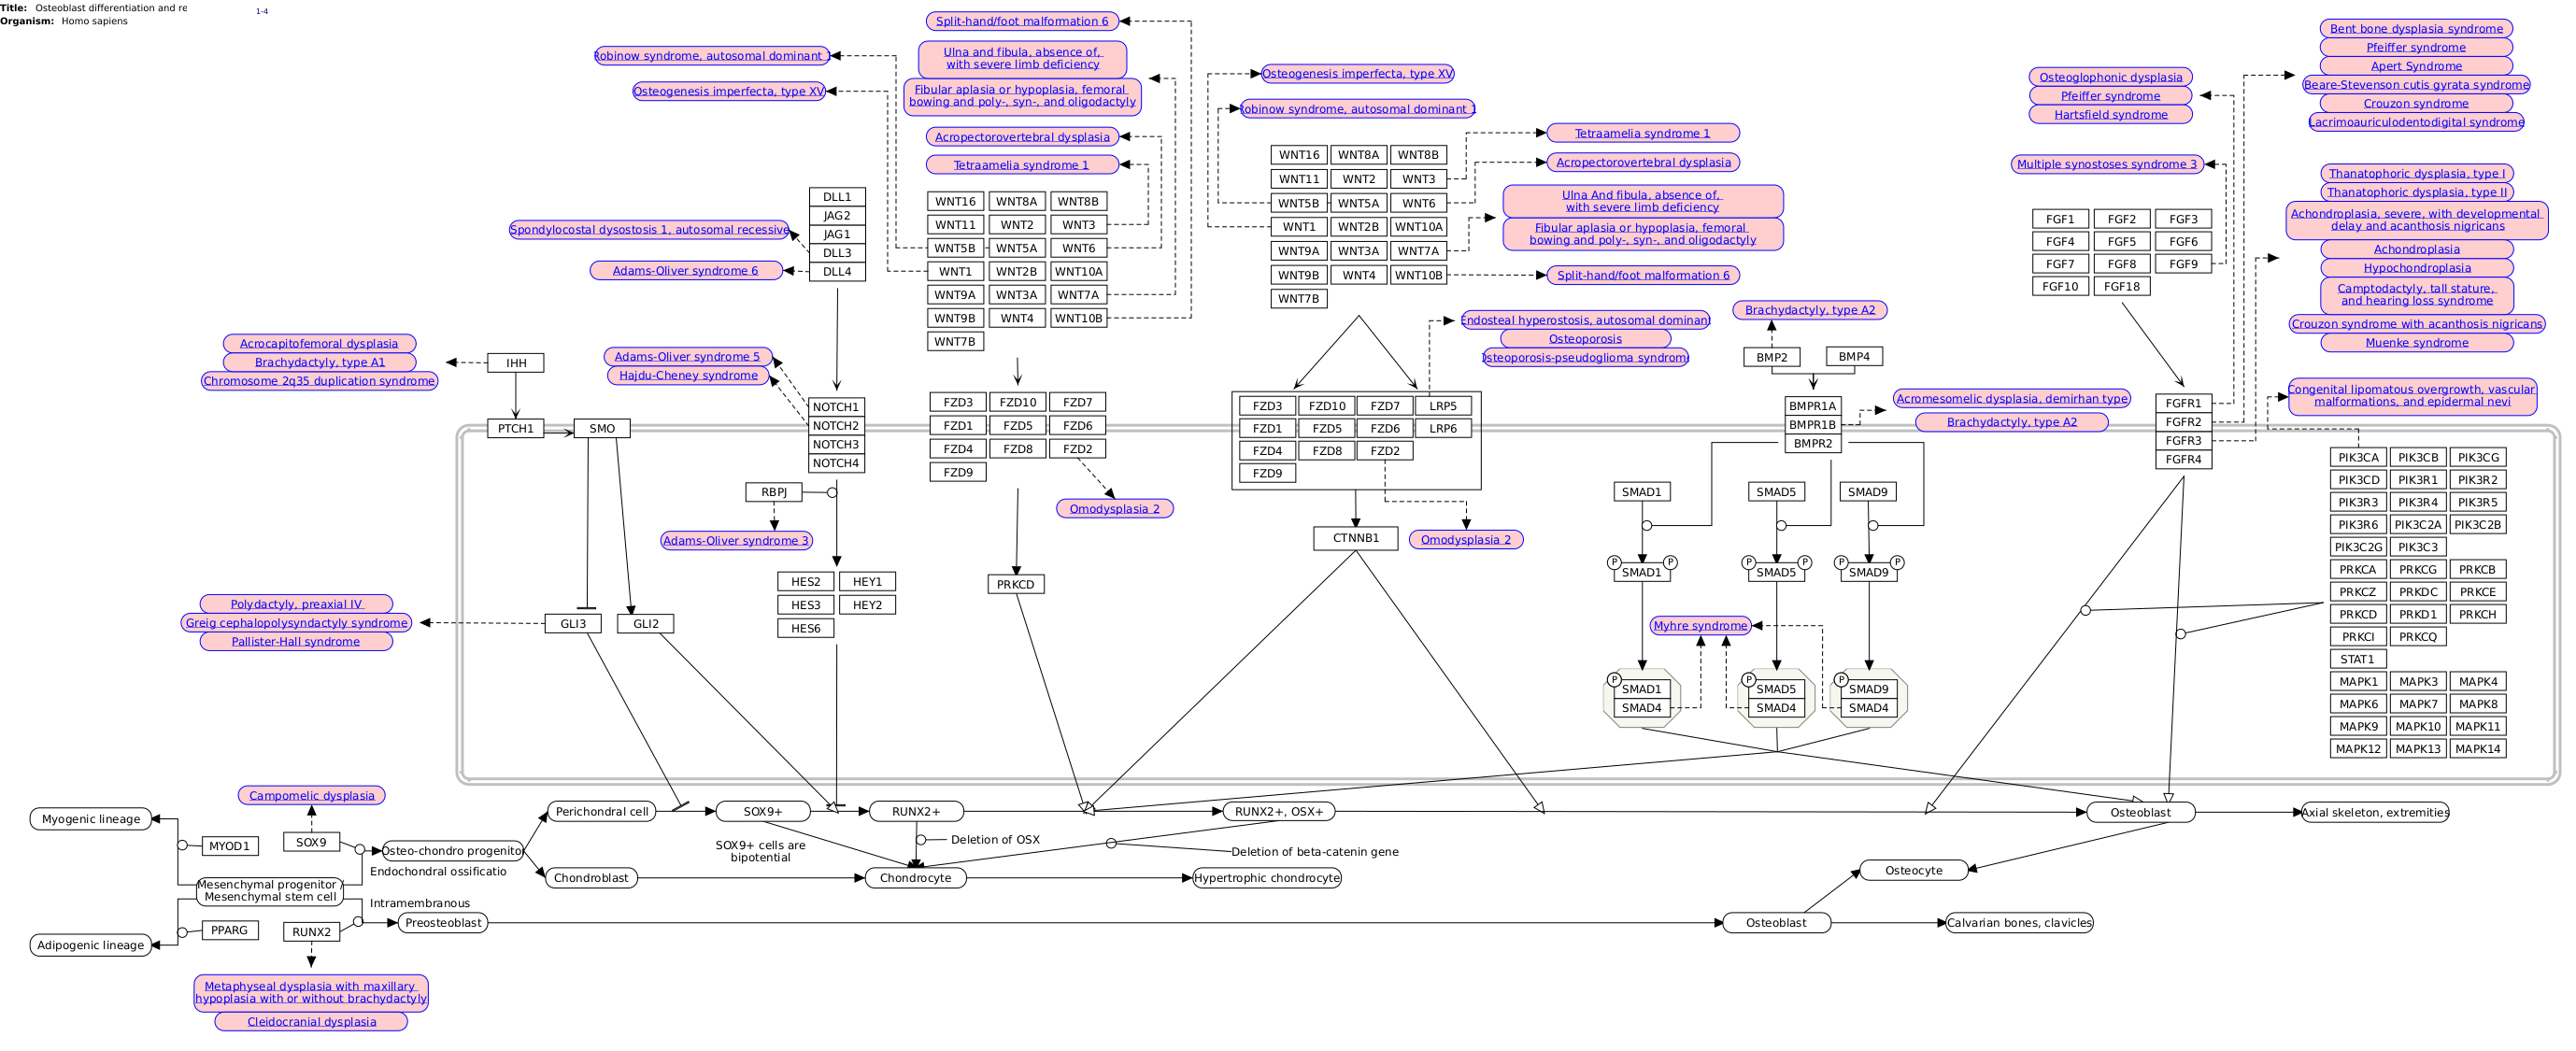 Title: Osteoblast differentiation and re
1-4
Organism: Homo sapiens
Split-hand/foot malformation 6
Robinow syndrome, autosomal dominant 1
Ulna and fibula, absence of,
with severe limb deficiency
Osteogenesis imperfecta, type XV
Fibular aplasia or hypoplasia, femoral
bowing and poly-, syn-, and oligodactyly
Acropectorovertebral dysplasia
Tetraamelia syndrome 1
DLL1
JAG2
JAG1
DLL3
DLL4
Spondylocostal dysostosis 1, autosomal recessive
Adams-Oliver syndrome 6
WNT16 WNT8A WNT8B
WNT11 WNT2 WNT3
WNT5B WNT5A WNT6
WNT1 WNT2B WNT10A
WNT9A WNT3A WNT7A
WNT9B WNT4 WNT10B
WNT7B
Osteogenesis imperfecta, type XV
Robinow syndrome, autosomal dominant 1
WNT16 WNT8A WNT8B
WNT11 WNT2 WNT3
WNT5B WNT5A WNT6
WNT1 WNT2B WNT10A
WNT9A WNT3A WNT7A
WNT9B WNT4 WNT10B
WNT7B
Tetraamelia syndrome 1
Acropectorovertebral dysplasia
Ulna And fibula, absence of,
with severe limb deficiency
Fibular aplasia or hypoplasia, femoral
bowing and poly-, syn-, and oligodactyly
Split-hand/foot malformation 6
Endosteal hyperostosis, autosomal dominant
Osteoporosis
Osteoporosis-pseudoglioma syndrome
Brachydactyly, type A2
BMP2 BMP4
BMPR1A
BMPR1B
BMPR2
Acromesomelic dysplasia, demirhan type
Brachydactyly, type A2
Osteoglophonic dysplasia
Pfeiffer syndrome
Hartsfield syndrome
Multiple synostoses syndrome 3
FGF1 FGF2 FGF3
FGF4 FGF5 FGF6
FGF7 FGF8 FGF9
FGF10 FGF18
Bent bone dysplasia syndrome
Pfeiffer syndrome
Apert Syndrome
Beare-Stevenson cutis gyrata syndrome
Crouzon syndrome
Lacrimoauriculodentodigital syndrome
Thanatophoric dysplasia, type I
Thanatophoric dysplasia, type II
Achondroplasia, severe, with developmental
delay and acanthosis nigricans
Achondroplasia
Hypochondroplasia
Camptodactyly, tall stature,
and hearing loss syndrome
Crouzon syndrome with acanthosis nigricans
Muenke syndrome
Congenital lipomatous overgrowth, vascular
malformations, and epidermal nevi
FGFR1
FGFR2
FGFR3
FGFR4
Acrocapitofemoral dysplasia
Brachydactyly, type A1
Chromosome 2q35 duplication syndrome
IHH
PTCH1 SMO
Adams-Oliver syndrome 5
Hajdu-Cheney syndrome
NOTCH1
NOTCH2
NOTCH3
NOTCH4
RBPJ
Adams-Oliver syndrome 3
HES2 HEY1
HES3 HEY2
HES6
FZD3 FZD10 FZD7
FZD1 FZD5 FZD6
FZD4 FZD8 FZD2
FZD9
Omodysplasia 2
PRKCD
FZD3 FZD10 FZD7 LRP5
FZD1 FZD5 FZD6 LRP6
FZD4 FZD8 FZD2
FZD9
CTNNB1
Omodysplasia 2
SMAD1 SMAD5 SMAD9
P P P P P P
SMAD1 SMAD5 SMAD9
Myhre syndrome
P P P
SMAD1 SMAD5 SMAD9
SMAD4 SMAD4 SMAD4
PIK3CA PIK3CB PIK3CG
PIK3CD PIK3R1 PIK3R2
PIK3R3 PIK3R4 PIK3R5
PIK3R6 PIK3C2A PIK3C2B
PIK3C2G PIK3C3
PRKCA PRKCG PRKCB
PRKCZ PRKDC PRKCE
PRKCD PRKD1 PRKCH
PRKCI PRKCQ
STAT1
MAPK1 MAPK3 MAPK4
MAPK6 MAPK7 MAPK8
MAPK9 MAPK10 MAPK11
MAPK12 MAPK13 MAPK14
Polydactyly, preaxial IV
Greig cephalopolysyndactyly syndrome
Pallister-Hall syndrome
GLI3 GLI2
Campomelic dysplasia
Myogenic lineage
MYOD1
SOX9
Osteo-chondro progenitor
Endochondral ossificatio
Mesenchymal progenitor /
Mesenchymal stem cell
Intramembranous
PPARG
RUNX2
Adipogenic lineage
Preosteoblast
Metaphyseal dysplasia with maxillary
hypoplasia with or without brachydactyly
Cleidocranial dysplasia
Perichondral cell
SOX9+
RUNX2+
RUNX2+, OSX+
Osteoblast
Axial skeleton, extremities
SOX9+ cells are
bipotential
Deletion of OSX
Deletion of beta-catenin gene
Chondroblast
Chondrocyte
Hypertrophic chondrocyte
Osteocyte
Osteoblast
Calvarian bones, clavicles